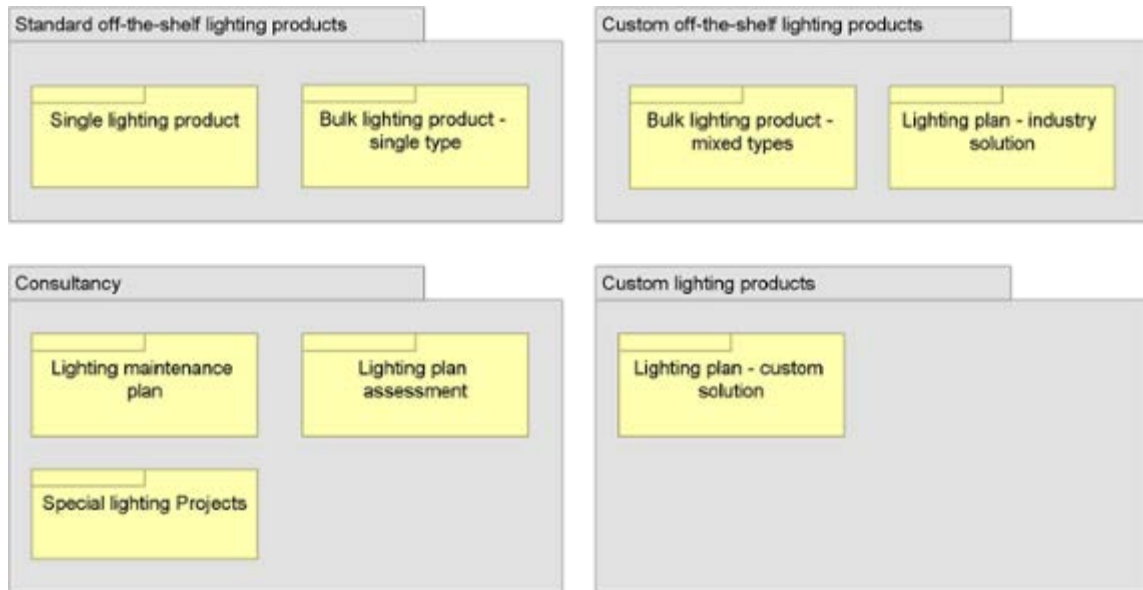 Standard off-the-shelf lighting products
Single lighting product
Bulk lighting product -
single type
Custom off-the-shelf lighting products
Bulk lighting product -
mixed types
Lighting plan - industry
solution
Consultancy
Lighting maintenance
plan
Lighting plan
assessment
Special lighting Projects
Custom lighting products
Lighting plan - custom
solution